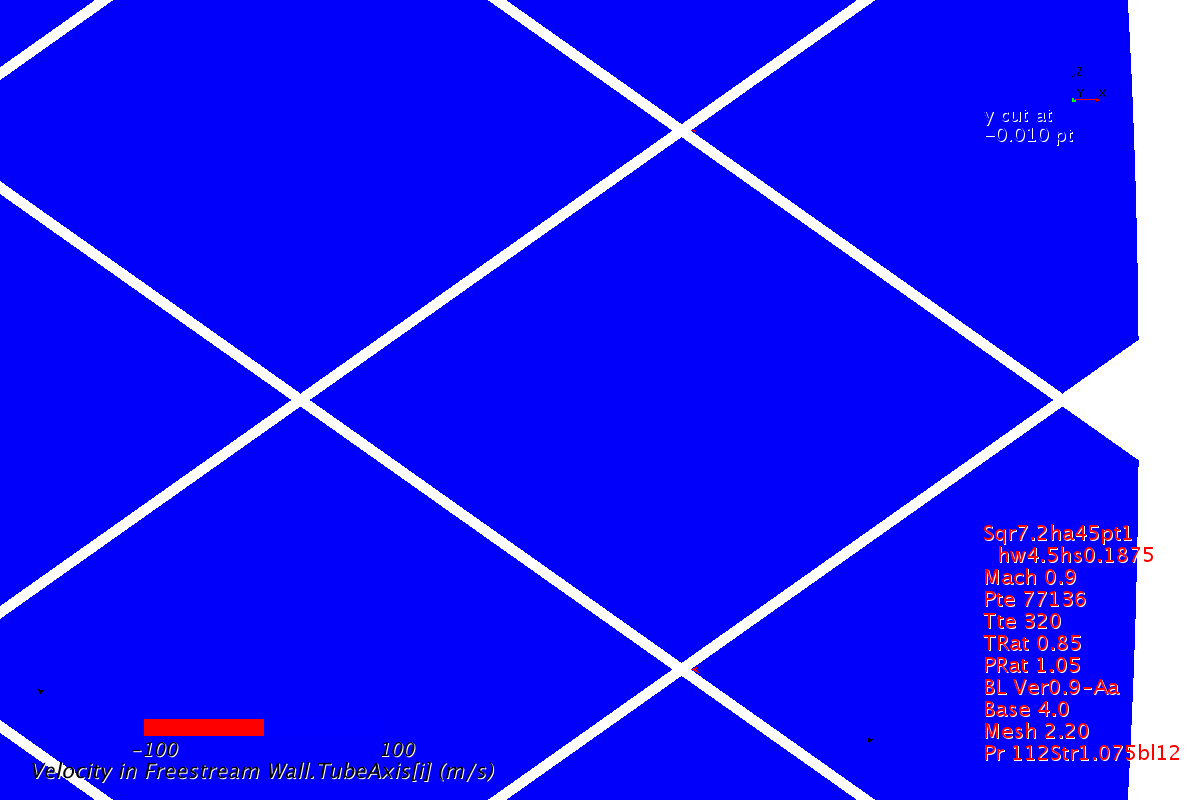 Z
Y X
y cut at
−0.010 pt
Sqr7.2ha45pt1
hw4.5hs0.1875
Mach 0.9
Pte 77136
Tte 320
TRat 0.85
PRat 1.05
BL Ver0.9-Aa
Base 4.0
Mesh 2.20
Pr 112Str1.075bl12
−100 100
Velocity in Freestream Wall.TubeAxis[i] (m/s)